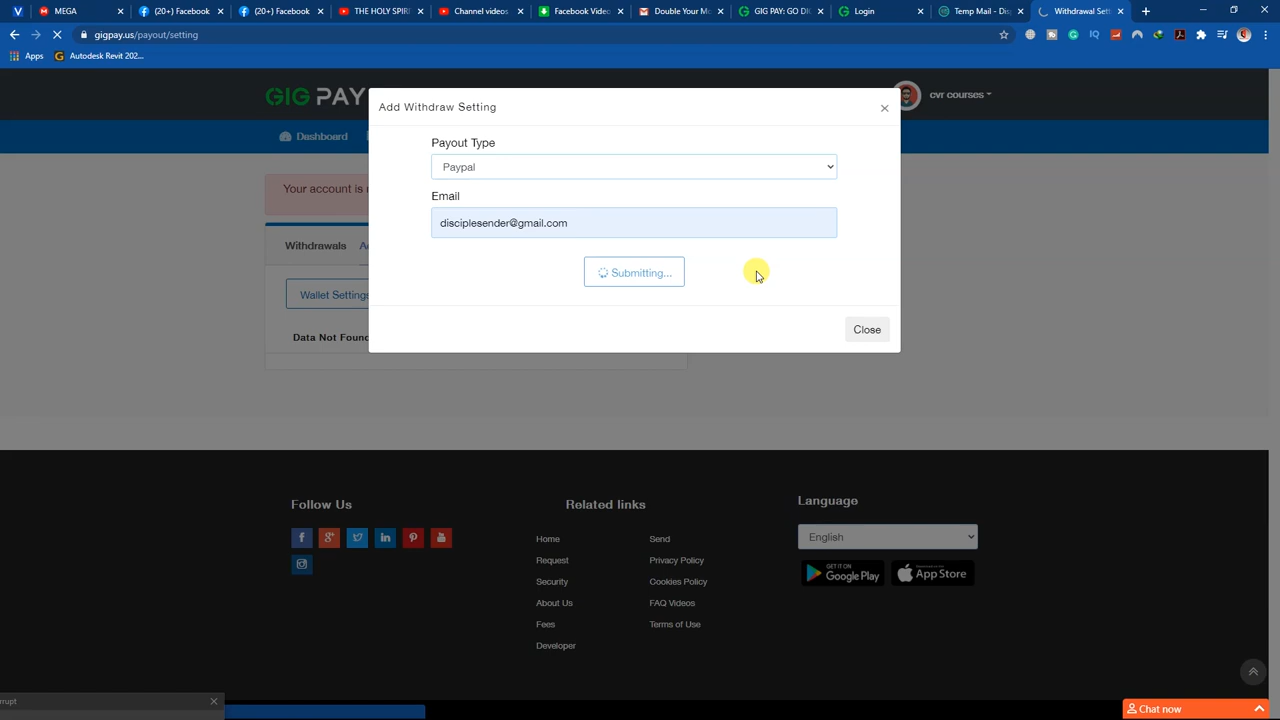 MEGA
(20+) Facebook
(20+) Facebook
THE HOLY SPIR
Channel videos
Facebook Video
Double Your Mo
GIG PAY: GO DI
Login
Temp Mail - Dis
Withdrawal Sett
gigpay.us/payout/setting
Apps
Autodesk Revit 202...
GIG PAY
cvr courses
Dashboard
Add Withdraw Setting
×
Payout Type
Paypal
Email
disciplesender@gmail.com
Submitting...
Close
Your account is
Withdrawals
Wallet Settings
Data Not Found
Follow Us
Related links
Language
English
Home
Send
Request
Privacy Policy
Security
Cookies Policy
About Us
FAQ Videos
Fees
Terms of Use
Developer
GET IT ON
Google Play
App Store
rrupt
Chat now